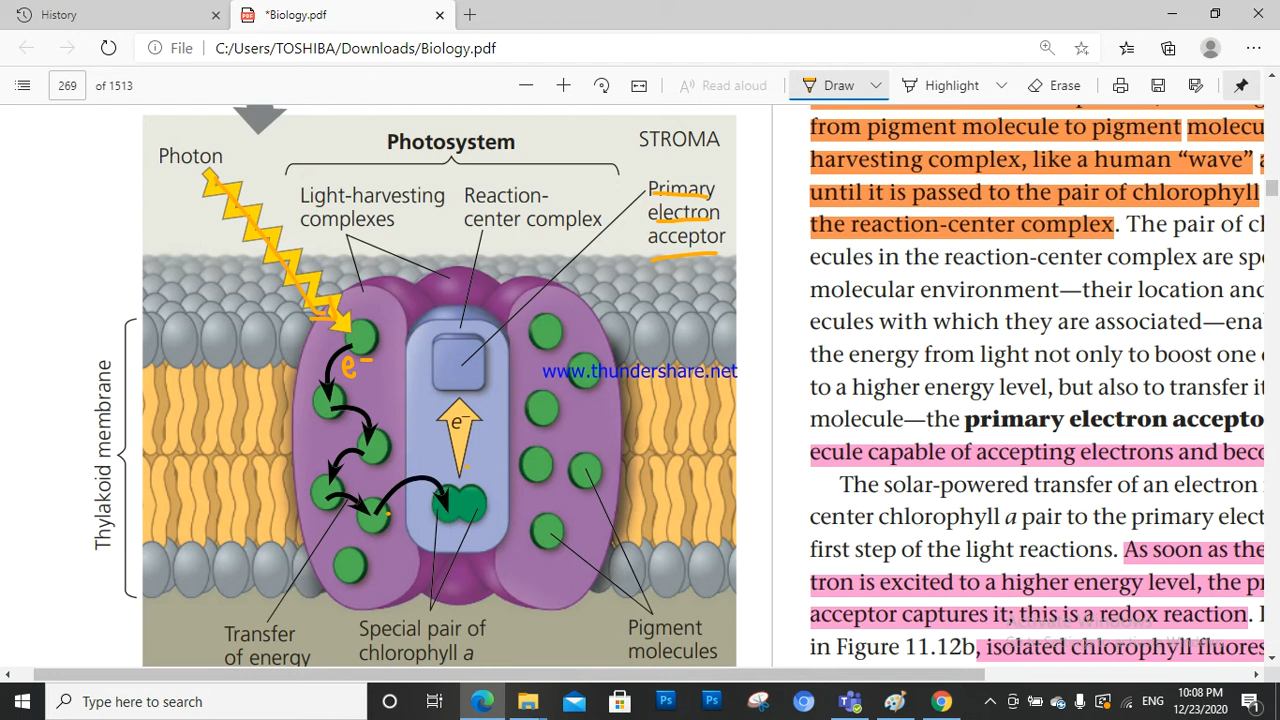 History
*Biology.pdf
File
C:/Users/TOSHIBA/Downloads/Biology.pdf
269
of 1513
Read aloud
Draw
Highlight
Erase
Photon
Photosystem
STROMA
Light-harvesting
complexes
Reaction-
center complex
Primary
electron
acceptor
e⁻
www.thundershare.net
e⁻
Thylakoid membrane
Transfer
of energy
Special pair of
chlorophyll a
Pigment
molecules
from pigment molecule to pigment molecu
harvesting complex, like a human “wave” a
until it is passed to the pair of chlorophyll
the reaction-center complex. The pair of ch
ecules in the reaction-center complex are spe
molecular environment—their location and
ecules with which they are associated—ena
the energy from light not only to boost one
to a higher energy level, but also to transfer it
molecule—the primary electron accepto
ecule capable of accepting electrons and beco
The solar-powered transfer of an electron
center chlorophyll a pair to the primary elect
first step of the light reactions. As soon as the
tron is excited to a higher energy level, the pr
acceptor captures it; this is a redox reaction.
in Figure 11.12b, isolated chlorophyll fluores
Activate Windows
Type here to search
ENG
10:08 PM
12/23/2020